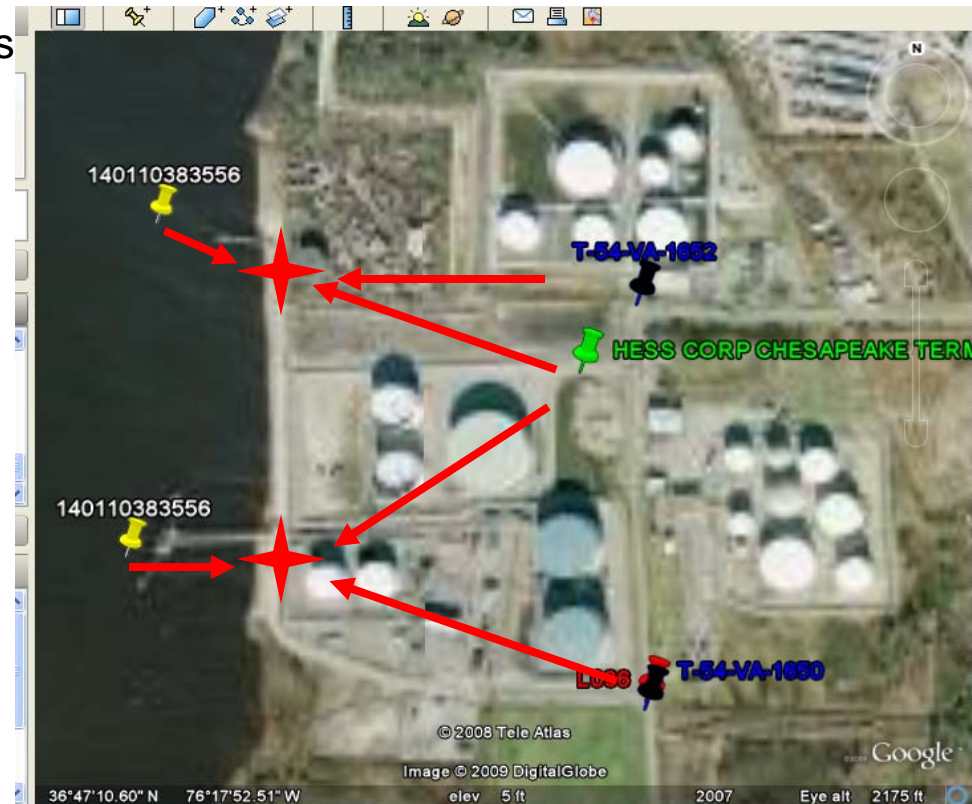 s
N
140110383556
T-54-VA-1652
HESS CORP CHESAPEAKE TERM
140110383556
L096 T-54-VA-1650
© 2008 Tele Atlas
Image © 2009 DigitalGlobe
Google
36°47'10.60" N 76°17'52.51" W elev 5 ft 2007 Eye alt 2175 ft